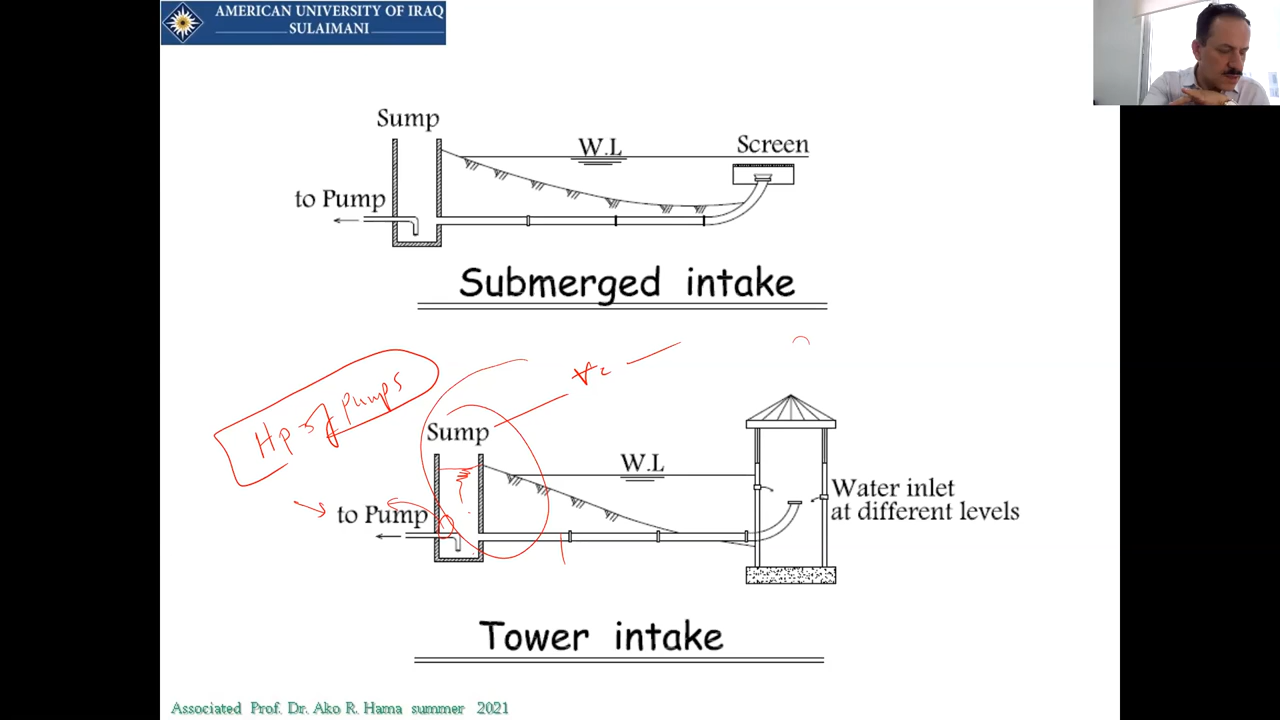 AMERICAN UNIVERSITY OF IRAQ
SULAIMANI
Sump
W.L
Screen
to Pump
Submerged intake
Hp of Pumps
Sump
W.L
Water inlet
at different levels
to Pump
Tower intake
Associated Prof. Dr. Ako R. Hama summer 2021